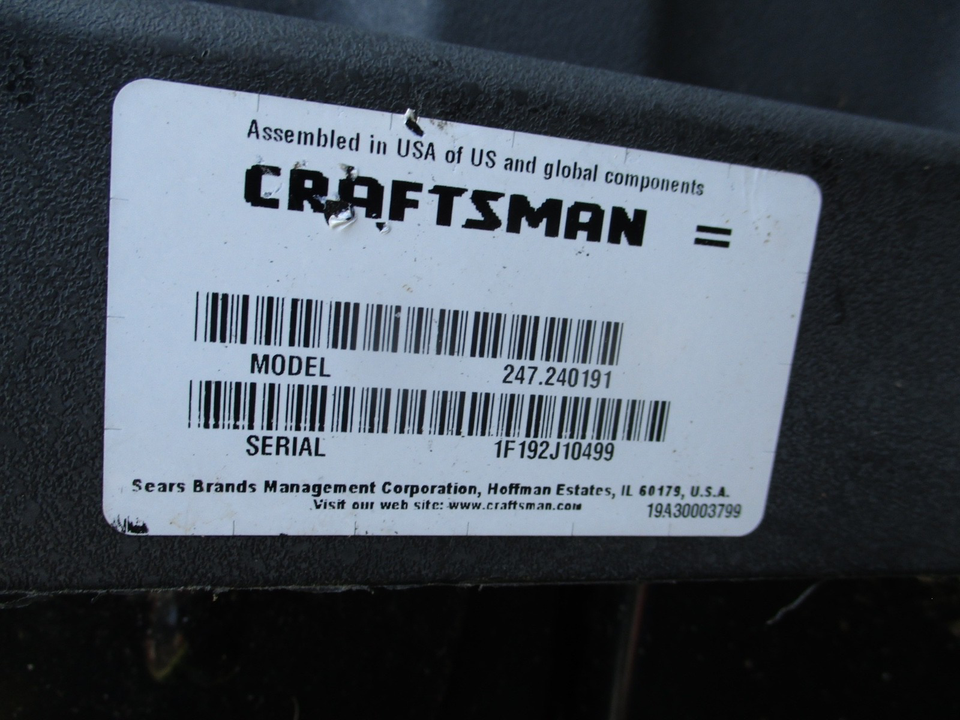 Assembled in USA of US and global components
CRAFTSMAN =
MODEL 247.240191
SERIAL 1F192J10499
Sears Brands Management Corporation, Hoffman Estates, IL 60179, U.S.A.
Visit our web site: www.craftsman.com
19A30003799